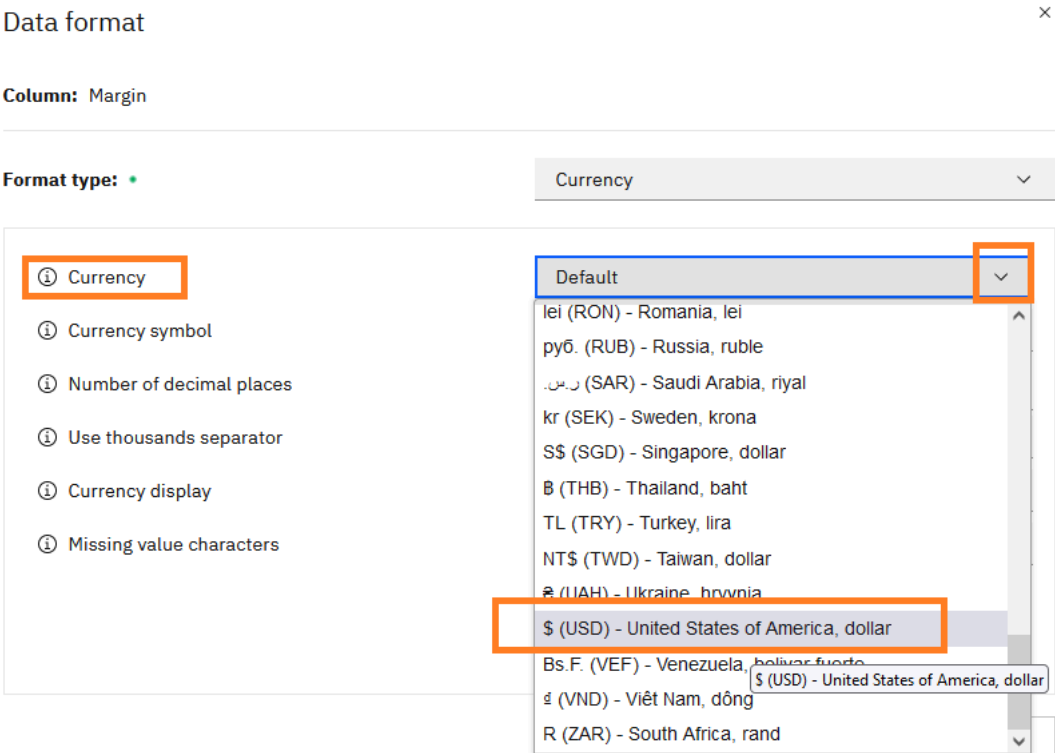 Data format
Column: Margin
Format type:
Currency
Currency
Default
Currency symbol
Number of decimal places
Use thousands separator
Currency display
Missing value characters
lei (RON) - Romania, lei
руб. (RUB) - Russia, ruble
ر.س. (SAR) - Saudi Arabia, riyal
kr (SEK) - Sweden, krona
S$ (SGD) - Singapore, dollar
฿ (THB) - Thailand, baht
TL (TRY) - Turkey, lira
NT$ (TWD) - Taiwan, dollar
₴ (UAH) - Ukraine, hryvnia
$ (USD) - United States of America, dollar
Bs.F. (VEF) - Venezuela, bolivar fuerte
$ (USD) - United States of America, dollar
₫ (VND) - Việt Nam, đồng
R (ZAR) - South Africa, rand